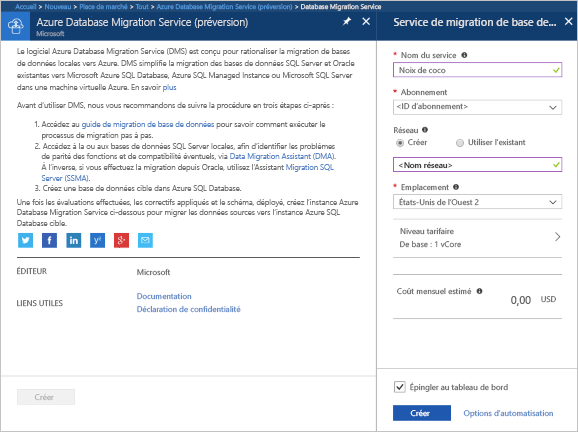 Accueil > Nouveau > Place de marché > Tout > Azure Database Migration Service (préversion) > Database Migration Service
Azure Database Migration Service (préversion)
Microsoft
Le logiciel Azure Database Migration Service (DMS) est conçu pour rationaliser la migration de bases
de données locales vers Azure. DMS simplifie la migration des bases de données SQL Server et Oracle
existantes vers Microsoft Azure SQL Database, Azure SQL Managed Instance ou Microsoft SQL Server
dans une machine virtuelle Azure. En savoir plus
Avant d'utiliser DMS, nous vous recommandons de suivre la procédure en trois étapes ci-après :
1. Accédez au guide de migration de base de données pour savoir comment exécuter le
processus de migration pas à pas.
2. Accédez à la ou aux bases de données SQL Server locales, afin d'identifier les problèmes
de parité des fonctions et de compatibilité éventuels, via Data Migration Assistant (DMA).
À l'inverse, si vous effectuez la migration depuis Oracle, utilisez l'Assistant Migration SQL
Server (SSMA).
3. Créez une base de données cible dans Azure SQL Database.
Une fois les évaluations effectuées, les correctifs appliqués et le schéma, déployé, créez l'instance Azure
Database Migration Service ci-dessous pour migrer les données sources vers l'instance Azure SQL
Database cible.
ÉDITEUR
Microsoft
LIENS UTILES
Documentation
Déclaration de confidentialité
Créer
Service de migration de base de...
* Nom du service
Noix de coco
* Abonnement
<ID d'abonnement>
Réseau
Créer
Utiliser l'existant
<Nom réseau>
* Emplacement
États-Unis de l'Ouest 2
Niveau tarifaire
De base : 1 vCore
Coût mensuel estimé
0,00 USD
Épingler au tableau de bord
Créer
Options d'automatisation